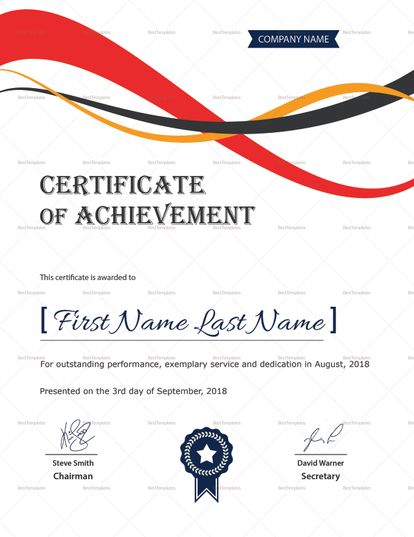 COMPANY NAME
CERTIFICATE
OF ACHIEVEMENT
This certificate is awarded to
[ First Name Last Name ]
For outstanding performance, exemplary service and dedication in August, 2018
Presented on the 3rd day of September, 2018
Steve Smith
Chairman
David Warner
Secretary
BestTemplates